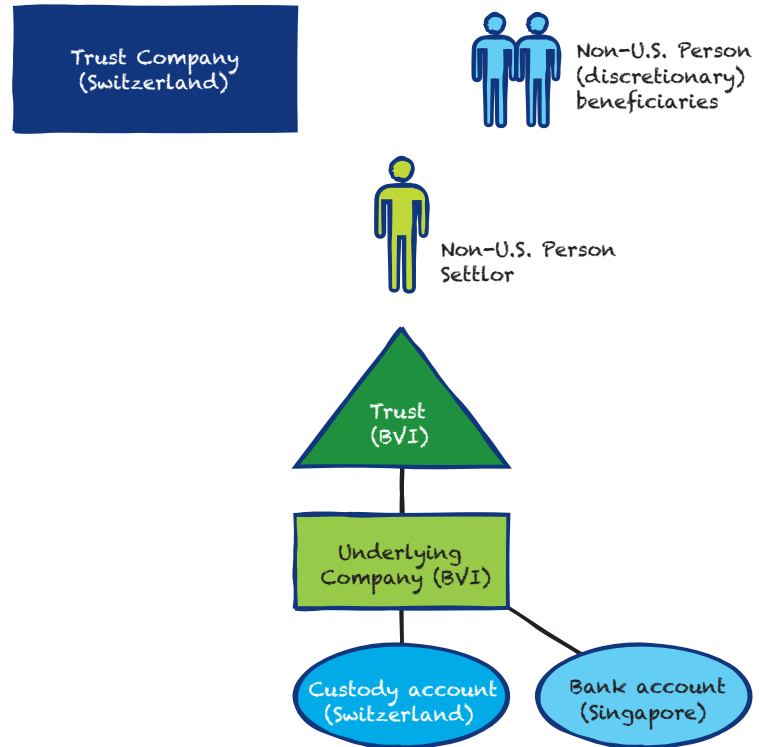 Trust Company
(Switzerland)
Non-U.S. Person
(discretionary)
beneficiaries
Non-U.S. Person
Settlor
Trust
(BVI)
Underlying
Company (BVI)
Custody account
(Switzerland)
Bank account
(Singapore)